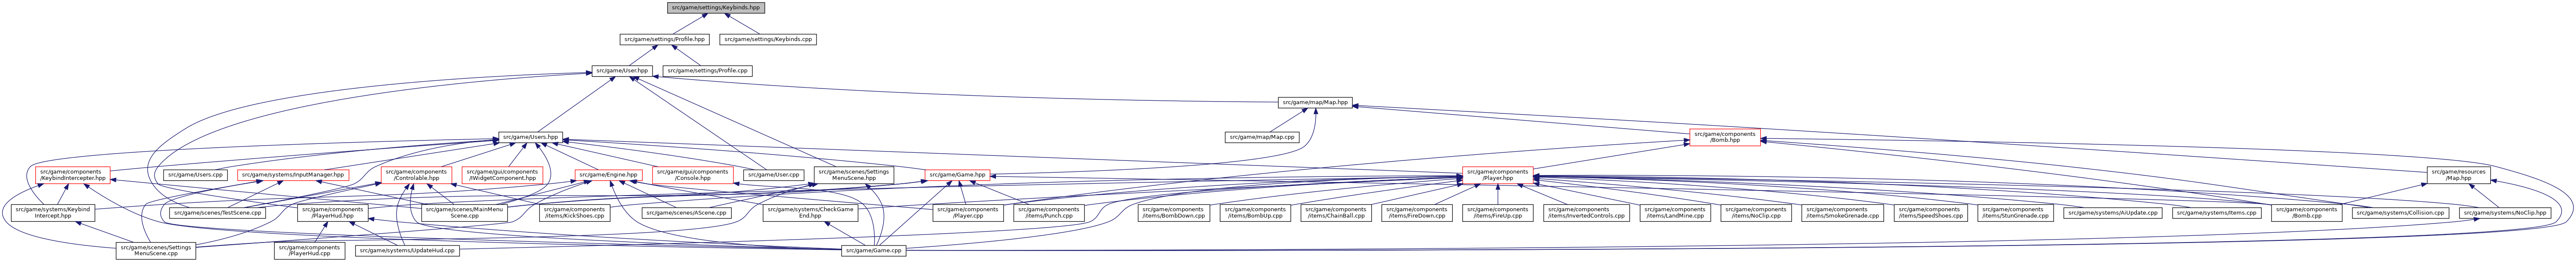 src/game/settings/Keybinds.hpp
src/game/settings/Profile.hpp
src/game/settings/Keybinds.cpp
src/game/User.hpp
src/game/settings/Profile.cpp
src/game/map/Map.hpp
src/game/Users.hpp
src/game/map/Map.cpp
src/game/components
/Bomb.hpp
src/game/components
/KeybindIntercepter.hpp
src/game/Users.cpp
src/game/systems/InputManager.hpp
src/game/components
/Controlable.hpp
src/game/gui/components
/IWidgetComponent.hpp
src/game/Engine.hpp
src/game/gui/components
/Console.hpp
src/game/User.cpp
src/game/scenes/Settings
MenuScene.hpp
src/game/Game.hpp
src/game/components
/Player.hpp
src/game/resources
/Map.hpp
src/game/systems/Keybind
Intercept.hpp
src/game/scenes/TestScene.cpp
src/game/components
/PlayerHud.hpp
src/game/scenes/MainMenu
Scene.cpp
src/game/components
/items/KickShoes.cpp
src/game/scenes/AScene.cpp
src/game/systems/CheckGame
End.hpp
src/game/components
/Player.cpp
src/game/components
/items/Punch.cpp
src/game/components
/items/BombDown.cpp
src/game/components
/items/BombUp.cpp
src/game/components
/items/ChainBall.cpp
src/game/components
/items/FireDown.cpp
src/game/components
/items/FireUp.cpp
src/game/components
/items/InvertedControls.cpp
src/game/components
/items/LandMine.cpp
src/game/components
/items/NoClip.cpp
src/game/components
/items/SmokeGrenade.cpp
src/game/components
/items/SpeedShoes.cpp
src/game/components
/items/StunGrenade.cpp
src/game/systems/AiUpdate.cpp
src/game/systems/Items.cpp
src/game/components
/Bomb.cpp
src/game/systems/Collision.cpp
src/game/systems/NoClip.hpp
src/game/scenes/Settings
MenuScene.cpp
src/game/components
/PlayerHud.cpp
src/game/systems/UpdateHud.cpp
src/game/Game.cpp